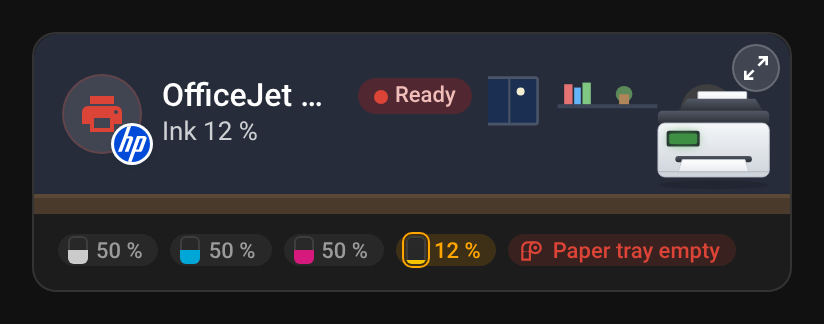 OfficeJet ...
Ready
Ink 12 %
hp
50 %
50 %
50 %
12 %
Paper tray empty